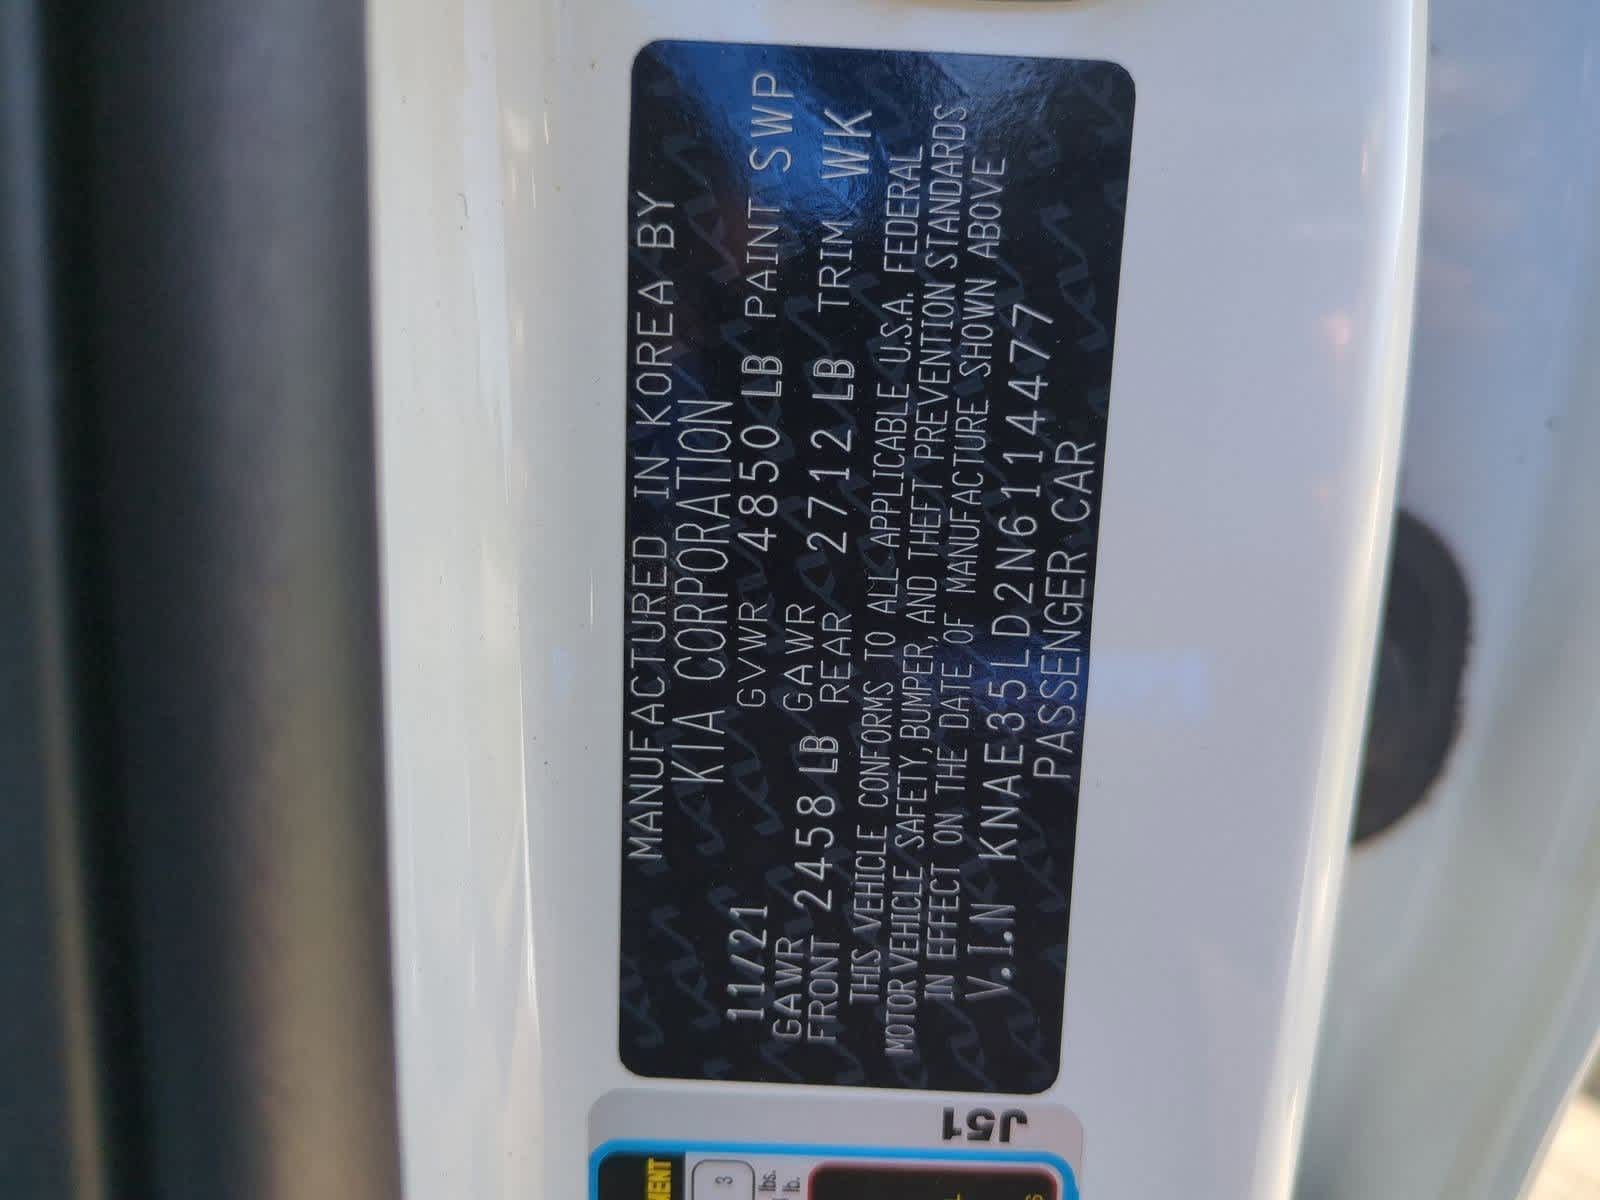 MANUFACTURED IN KOREA BY
KIA CORPORATION
11/21 GVWR 4850 LB PAINT SWP
GAWR FRONT 2458 LB GAWR REAR 2712 LB TRIM WK
THIS VEHICLE CONFORMS TO ALL APPLICABLE U.S.A. FEDERAL
MOTOR VEHICLE SAFETY, BUMPER, AND THEFT PREVENTION STANDARDS
IN EFFECT ON THE DATE OF MANUFACTURE SHOWN ABOVE
V.I.N KNAE35LD2N6114477
PASSENGER CAR
J51
3
lbs.
lb.